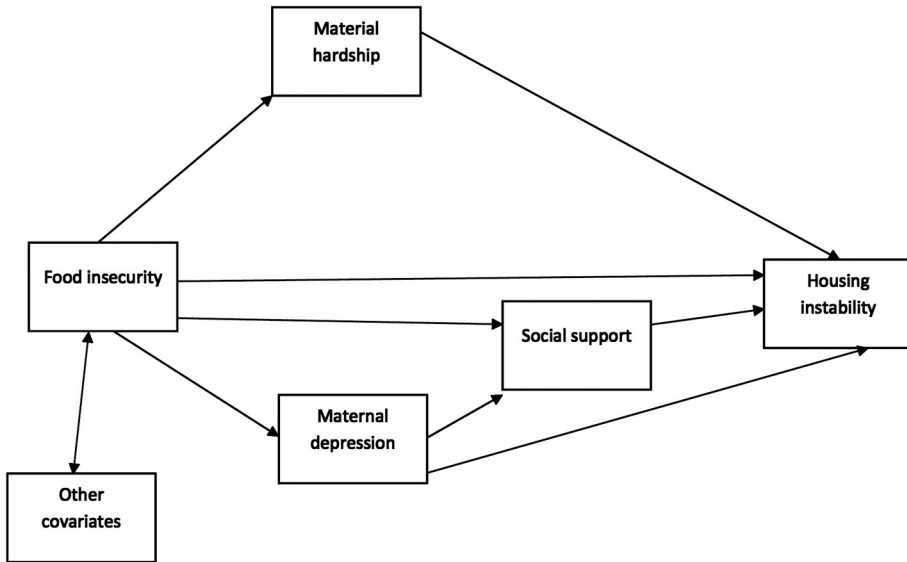 Material
hardship
Food insecurity
Housing
instability
Social support
Maternal
depression
Other
covariates